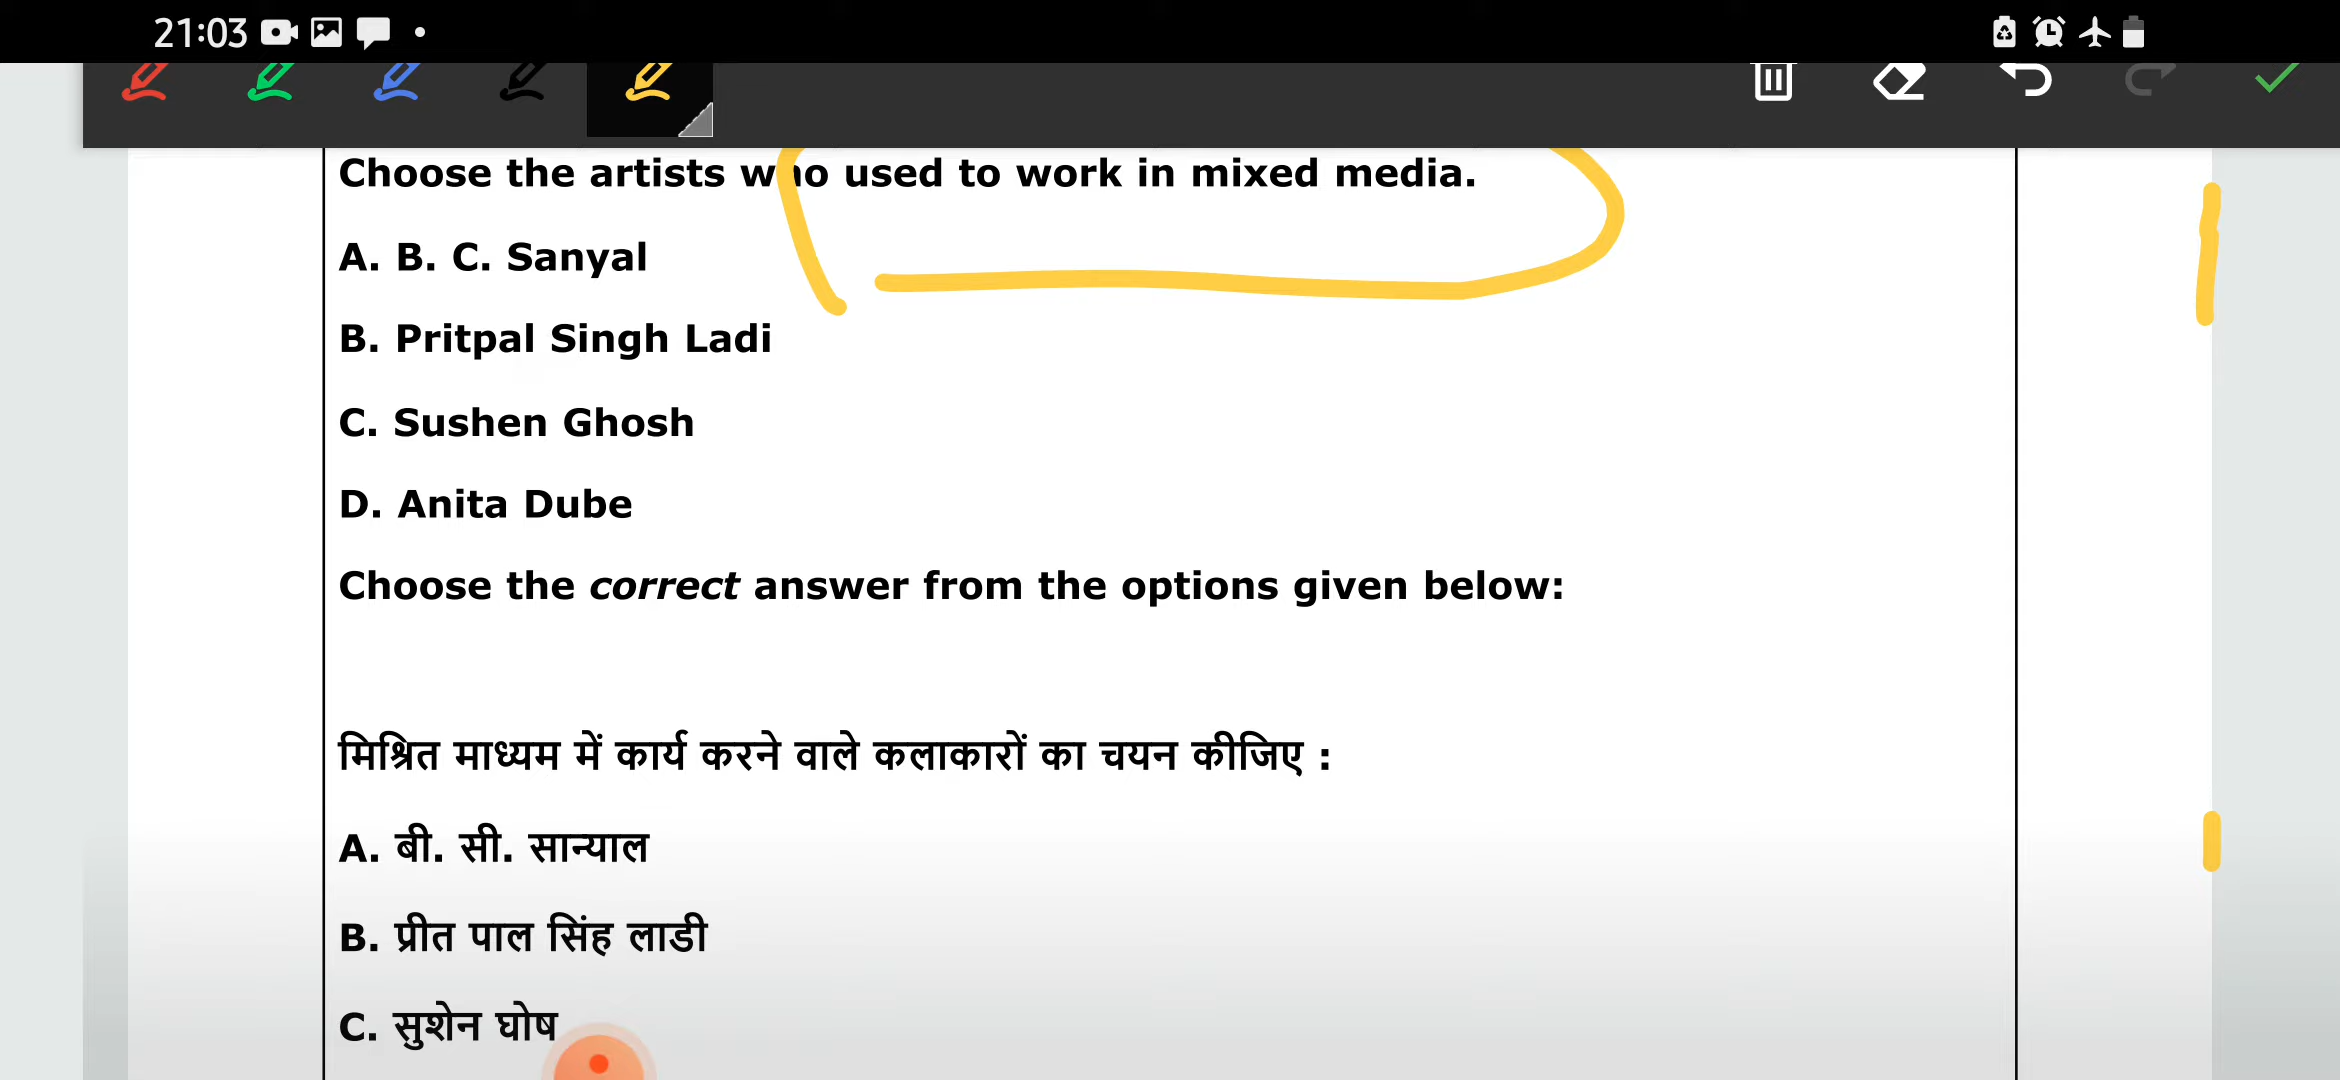 21:03
Choose the artists who used to work in mixed media.
A. B. C. Sanyal
B. Pritpal Singh Ladi
C. Sushen Ghosh
D. Anita Dube
Choose the correct answer from the options given below:
मिश्रित माध्यम में कार्य करने वाले कलाकारों का चयन कीजिए :
A. बी. सी. सान्याल
B. प्रीत पाल सिंह लाडी
C. सुशेन घोष